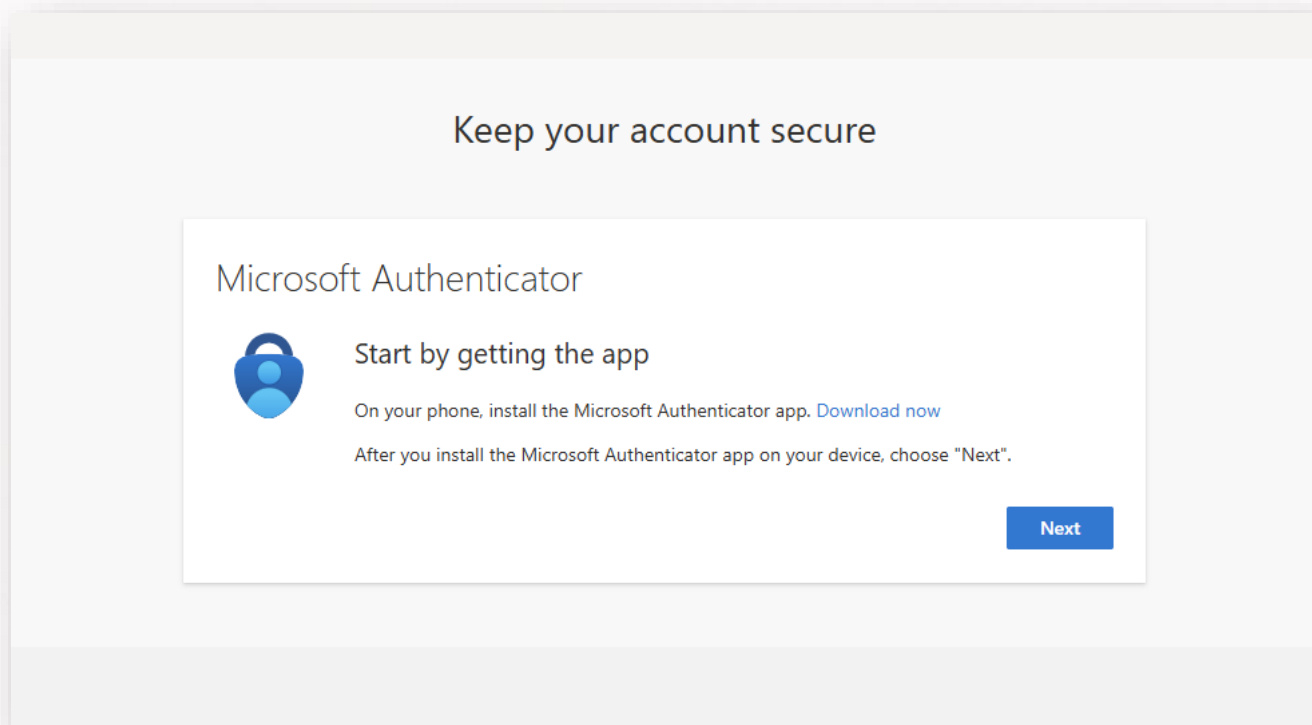 Keep your account secure
Microsoft Authenticator
Start by getting the app
On your phone, install the Microsoft Authenticator app. Download now
After you install the Microsoft Authenticator app on your device, choose "Next".
Next